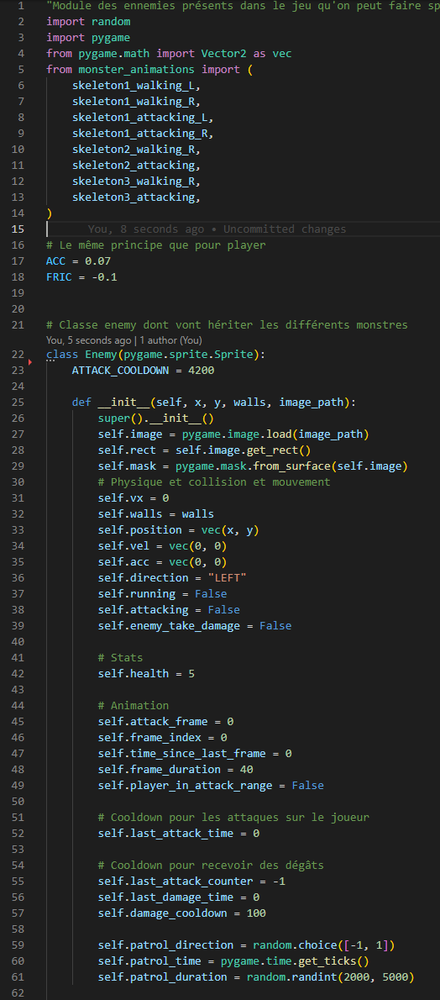 1 "Module des ennemies présents dans le jeu qu'on peut faire sp
2 import random
3 import pygame
4 from pygame.math import Vector2 as vec
5 from monster_animations import (
6     skeleton1_walking_L,
7     skeleton1_walking_R,
8     skeleton1_attacking_L,
9     skeleton1_attacking_R,
10     skeleton2_walking_R,
11     skeleton2_attacking,
12     skeleton3_walking_R,
13     skeleton3_attacking,
14 )
15 You, 8 seconds ago • Uncommitted changes
16 # Le même principe que pour player
17 ACC = 0.07
18 FRIC = -0.1
19
20
21 # Classe enemy dont vont hériter les différents monstres
You, 5 seconds ago | 1 author (You)
22 class Enemy(pygame.sprite.Sprite):
23     ATTACK_COOLDOWN = 4200
24
25     def __init__(self, x, y, walls, image_path):
26         super().__init__()
27         self.image = pygame.image.load(image_path)
28         self.rect = self.image.get_rect()
29         self.mask = pygame.mask.from_surface(self.image)
30         # Physique et collision et mouvement
31         self.vx = 0
32         self.walls = walls
33         self.position = vec(x, y)
34         self.vel = vec(0, 0)
35         self.acc = vec(0, 0)
36         self.direction = "LEFT"
37         self.running = False
38         self.attacking = False
39         self.enemy_take_damage = False
40
41         # Stats
42         self.health = 5
43
44         # Animation
45         self.attack_frame = 0
46         self.frame_index = 0
47         self.time_since_last_frame = 0
48         self.frame_duration = 40
49         self.player_in_attack_range = False
50
51         # Cooldown pour les attaques sur le joueur
52         self.last_attack_time = 0
53
54         # Cooldown pour recevoir des dégâts
55         self.last_attack_counter = -1
56         self.last_damage_time = 0
57         self.damage_cooldown = 100
58
59         self.patrol_direction = random.choice([-1, 1])
60         self.patrol_time = pygame.time.get_ticks()
61         self.patrol_duration = random.randint(2000, 5000)
62